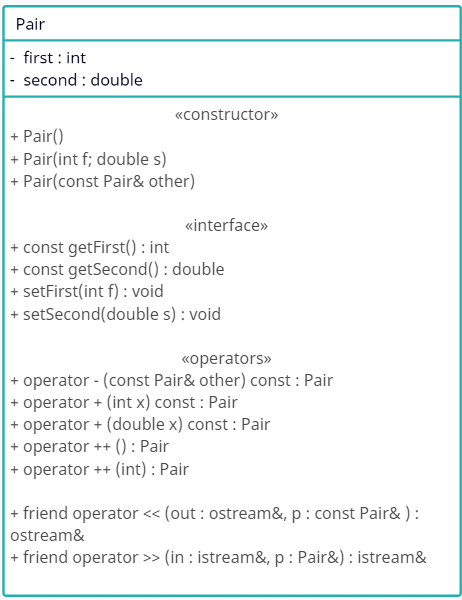 Pair
- first : int
- second : double
«constructor»
+ Pair()
+ Pair(int f; double s)
+ Pair(const Pair& other)
«interface»
+ const getFirst() : int
+ const getSecond() : double
+ setFirst(int f) : void
+ setSecond(double s) : void
«operators»
+ operator - (const Pair& other) const : Pair
+ operator + (int x) const : Pair
+ operator + (double x) const : Pair
+ operator ++ () : Pair
+ operator ++ (int) : Pair
+ friend operator << (out : ostream&, p : const Pair& ) :
ostream&
+ friend operator >> (in : istream&, p : Pair&) : istream&